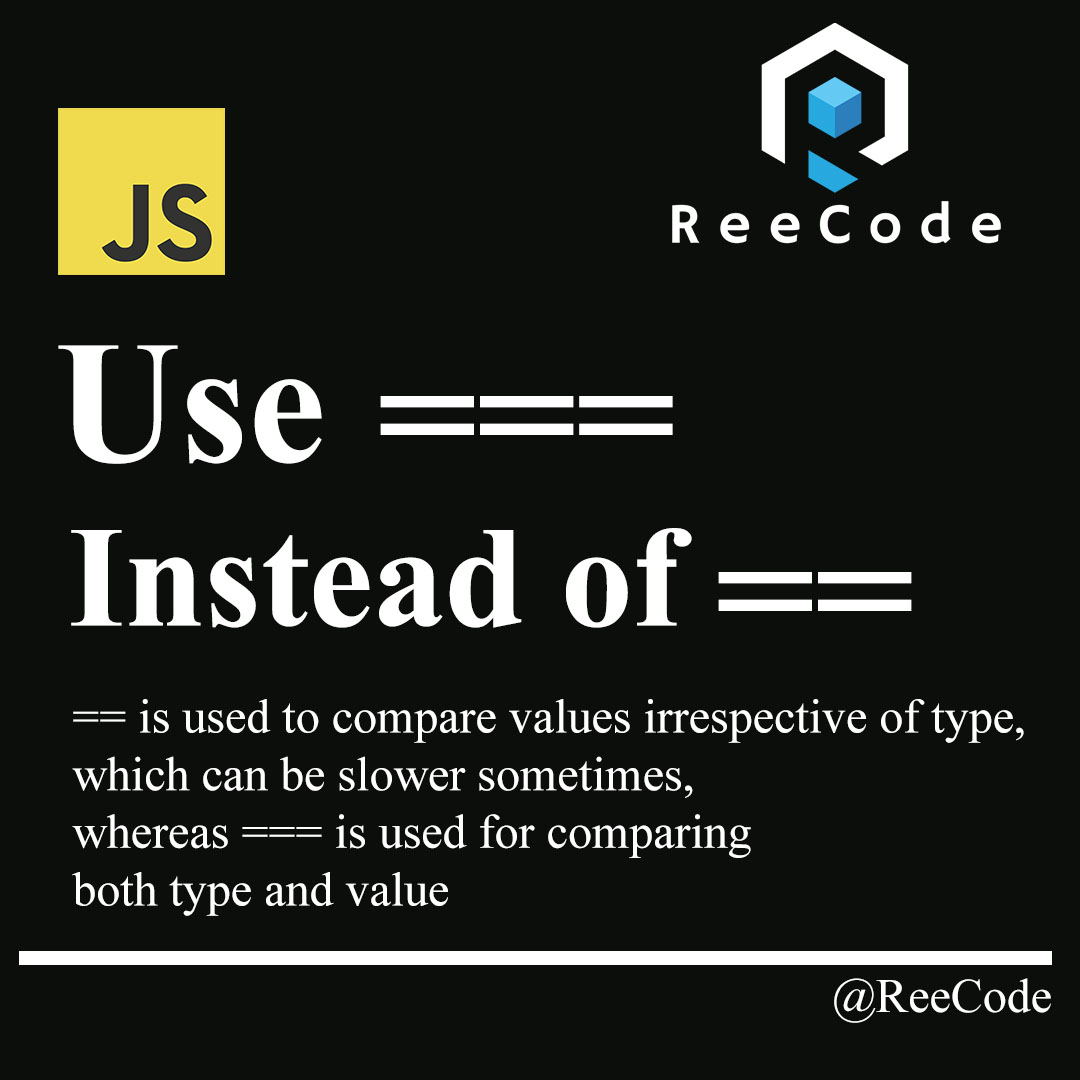 JS
ReeCode
Use ===
Instead of ==
== is used to compare values irrespective of type,
which can be slower sometimes,
whereas === is used for comparing
both type and value
@ReeCode